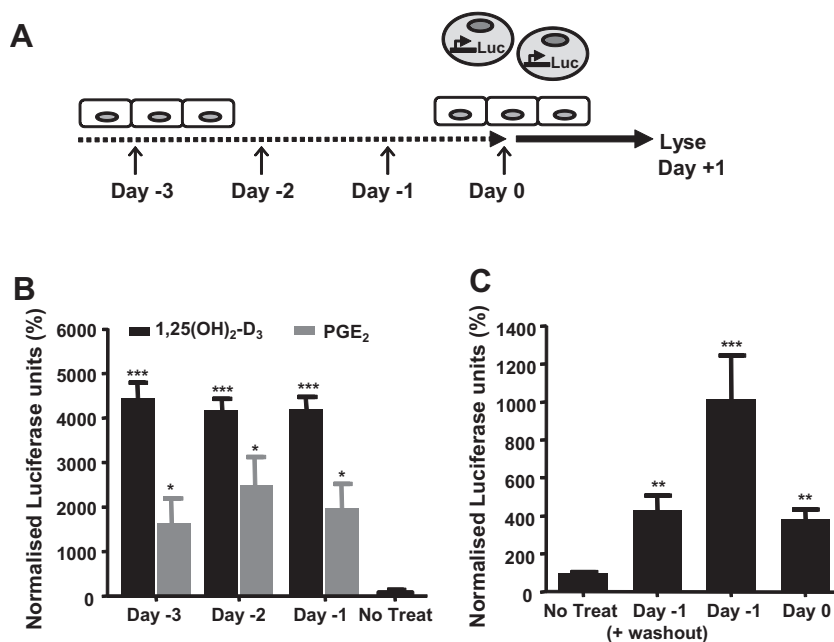 A
Luc
Luc
Lyse
Day +1
Day -3
Day -2
Day -1
Day 0
B
Normalised Luciferase units (%)
6000
5000
4000
3000
2000
1000
0
1,25(OH)₂-D₃
PGE₂
***
*
***
*
***
*
Day -3
Day -2
Day -1
No Treat
C
Normalised Luciferase units (%)
1400
1200
1000
800
600
400
200
0
**
***
**
No Treat
Day -1
(+ washout)
Day -1
Day 0